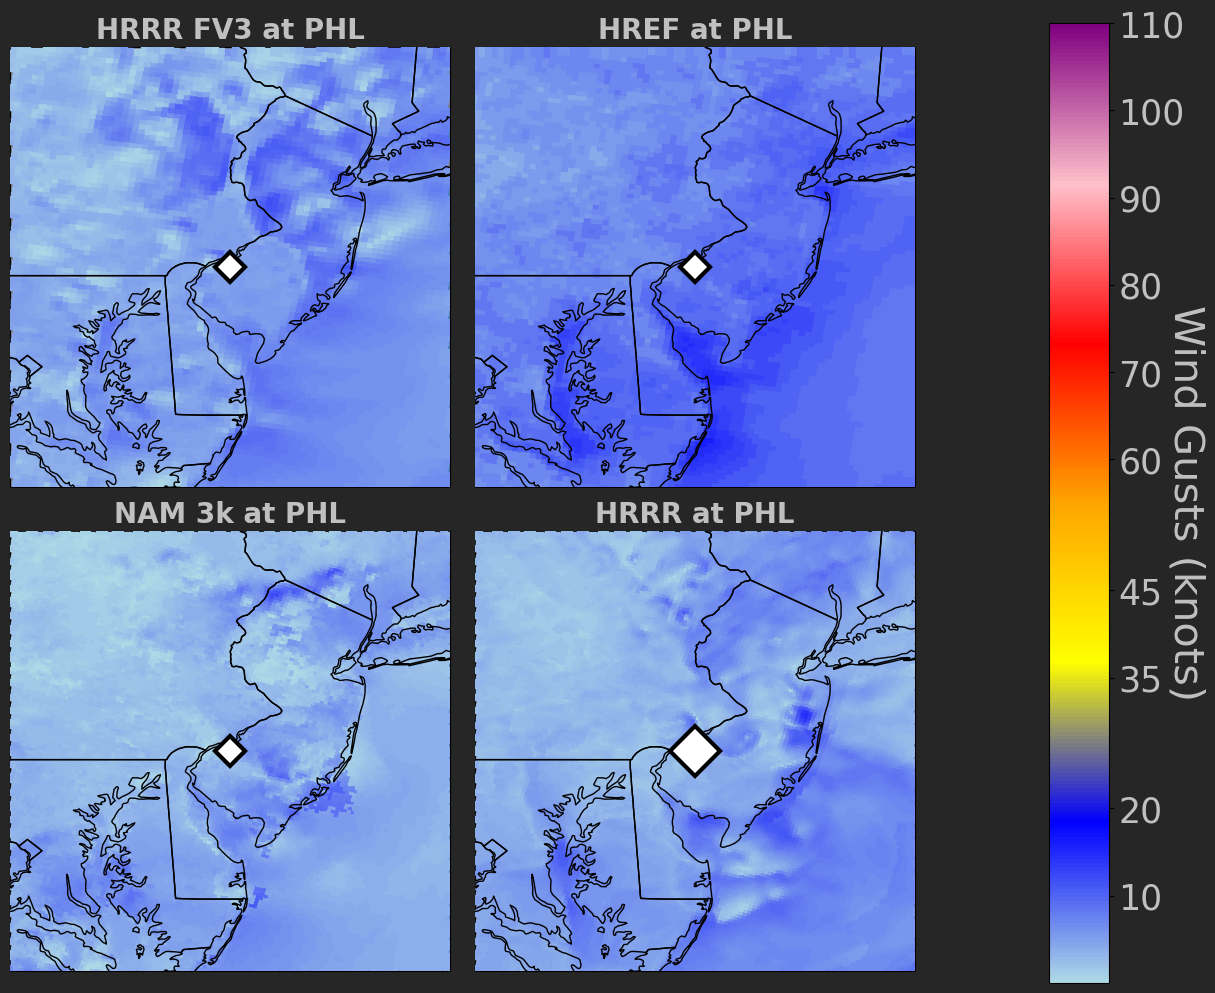 HRRR FV3 at PHL
HREF at PHL
NAM 3k at PHL
HRRR at PHL
110
100
90
80
70
60
45
35
20
10
Wind Gusts (knots)